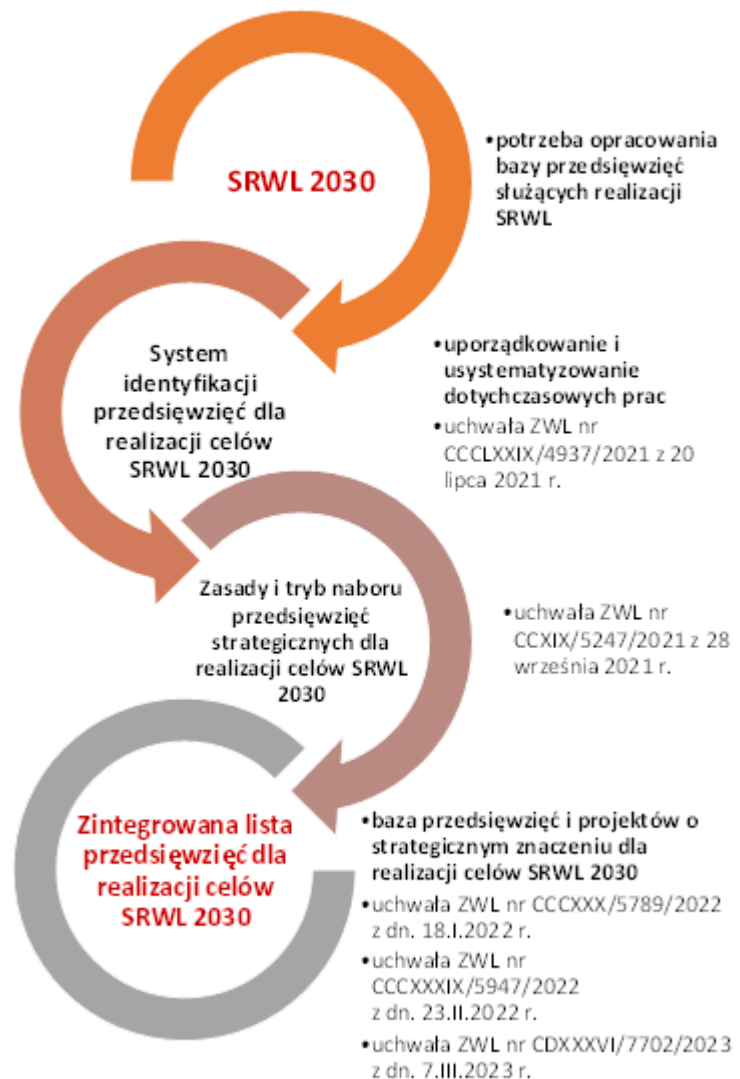 SRWL 2030
•potrzeba opracowania
bazy przedsięwzięć
służących realizacji
SRWL
System
identyfikacji
przedsięwzięć dla
realizacji celów
SRWL 2030
•uporządkowanie i
usystematyzowanie
dotychczasowych prac
•uchwała ZWL nr
CCCLXXIX/4937/2021 z 20
lipca 2021 r.
Zasady i tryb naboru
przedsięwzięć
strategicznych dla
realizacji celów SRWL
2030
•uchwała ZWL nr
CCXIX/5247/2021 z 28
września 2021 r.
Zintegrowana lista
przedsięwzięć dla
realizacji celów
SRWL 2030
•baza przedsięwzięć i projektów o
strategicznym znaczeniu dla
realizacji celów SRWL 2030
•uchwała ZWL nr CCCXXX/5789/2022
z dn. 18.I.2022 r.
•uchwała ZWL nr
CCCXXXIX/5947/2022
z dn. 23.II.2022 r.
•uchwała ZWL nr CDXXXVI/7702/2023
z dn. 7.III.2023 r.